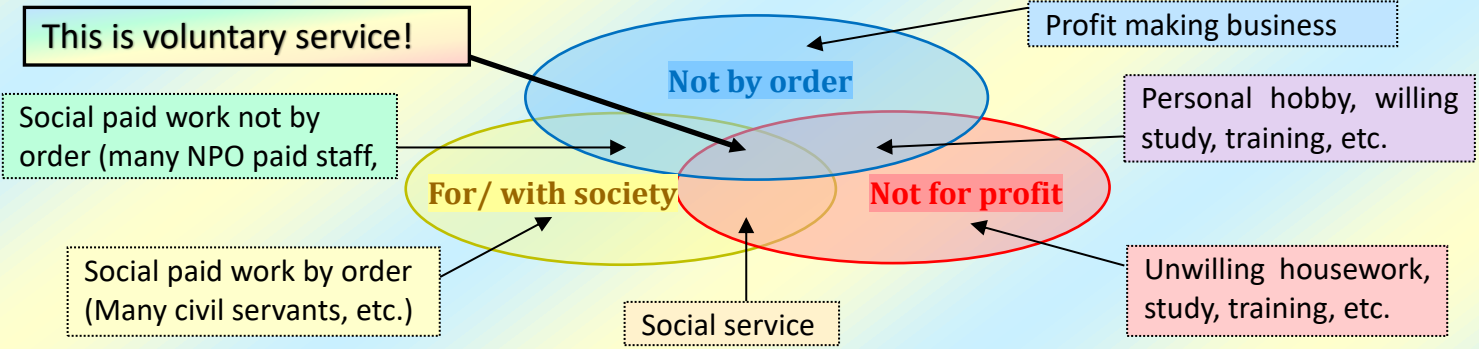 This is voluntary service!
Profit making business
Not by order
Social paid work not by
order (many NPO paid staff,
Personal hobby, willing
study, training, etc.
For/ with society
Not for profit
Social paid work by order
(Many civil servants, etc.)
Social service
Unwilling housework,
study, training, etc.